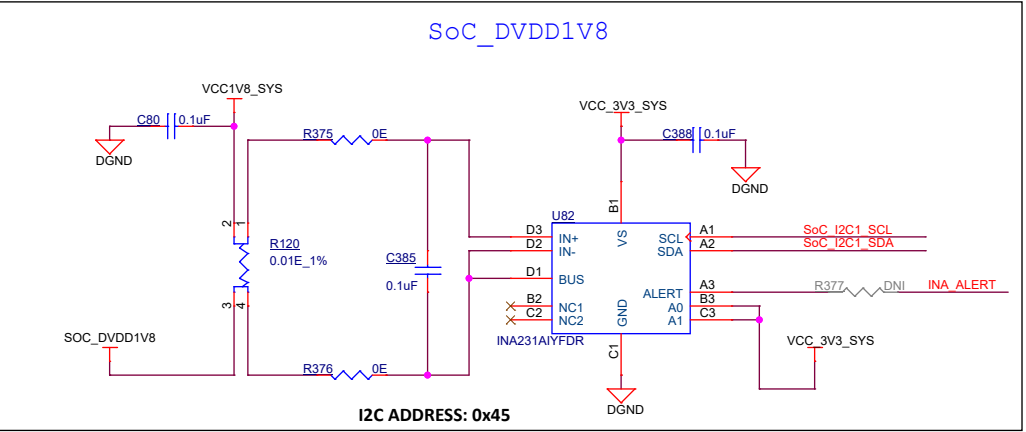 SoC_DVDD1V8
VCC1V8_SYS
VCC_3V3_SYS
C80 0.1uF
DGND
R375 0E
C388 0.1uF
DGND
2 1
R120
0.01E_1%
3 4
C385
0.1uF
U82
B1
VS
D3 IN+
D2 IN-
D1 BUS
B2 NC1
C2 NC2
SCL A1 SoC_I2C1_SCL
SDA A2 SoC_I2C1_SDA
ALERT A3 R377 DNI INA_ALERT
A0 B3
A1 C3
GND
C1
INA231AIYFDR
VCC_3V3_SYS
SOC_DVDD1V8
R376 0E
DGND
I2C ADDRESS: 0x45